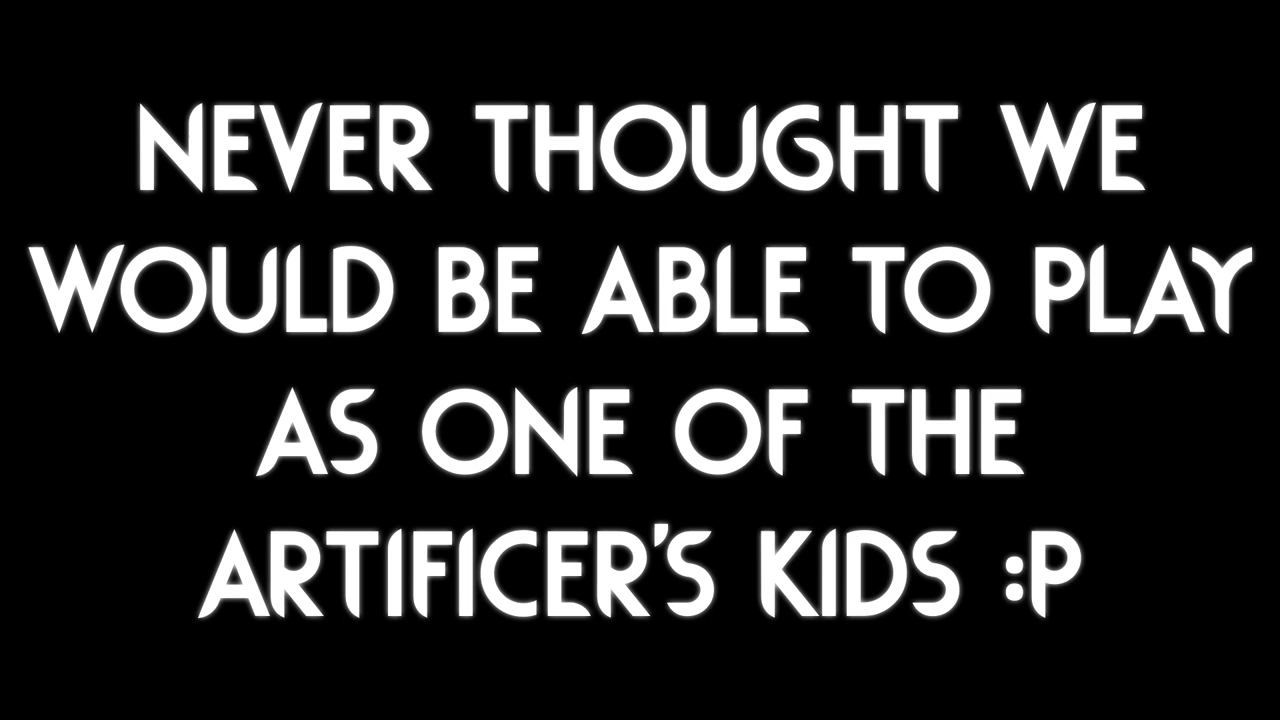 NEVER THOUGHT WE
WOULD BE ABLE TO PLAY
AS ONE OF THE
ARTIFICER'S KIDS :P